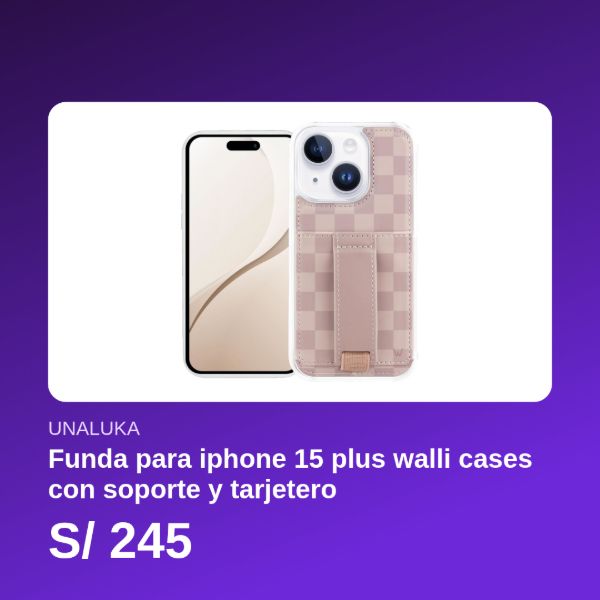 UNALUKA
Funda para iphone 15 plus walli cases
con soporte y tarjetero
S/ 245